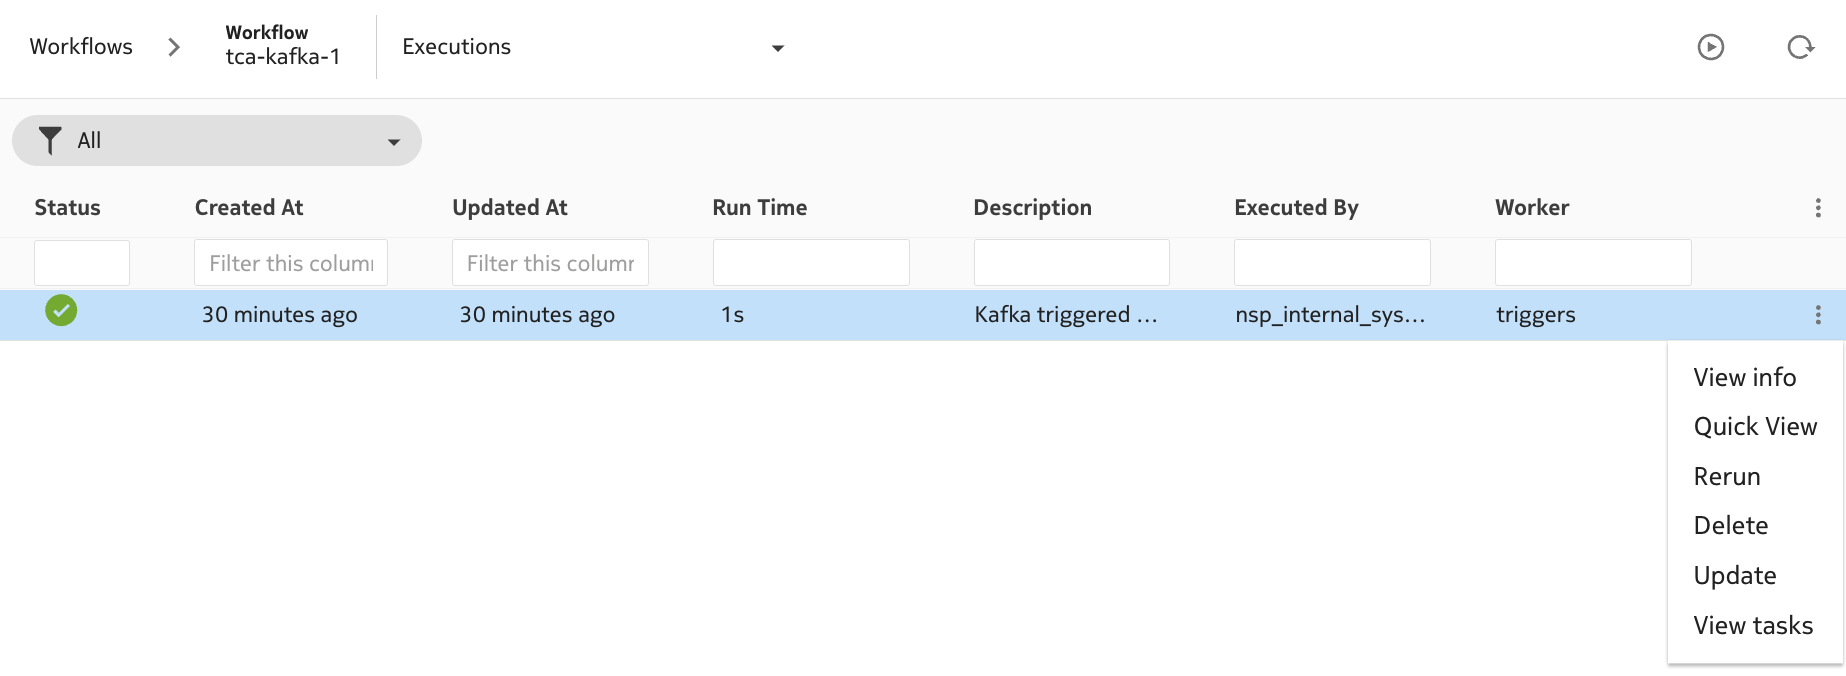 Workflows
Workflow
tca-kafka-1
Executions
All
Status Created At Updated At Run Time Description Executed By Worker
Filter this colum Filter this columr
30 minutes ago 30 minutes ago 1s Kafka triggered ... nsp_internal_sys... triggers
View info
Quick View
Rerun
Delete
Update
View tasks